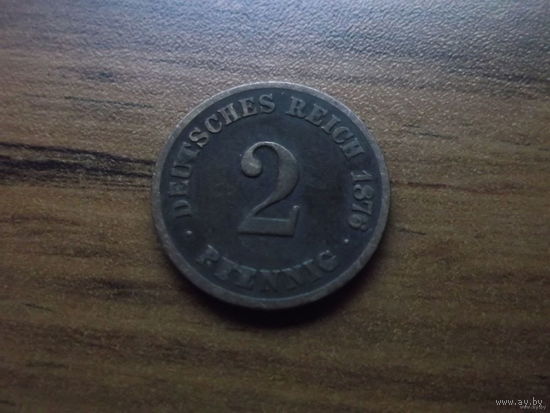 DEUTSCHES REICH 1876
2
PFENNIG
www.ay.by